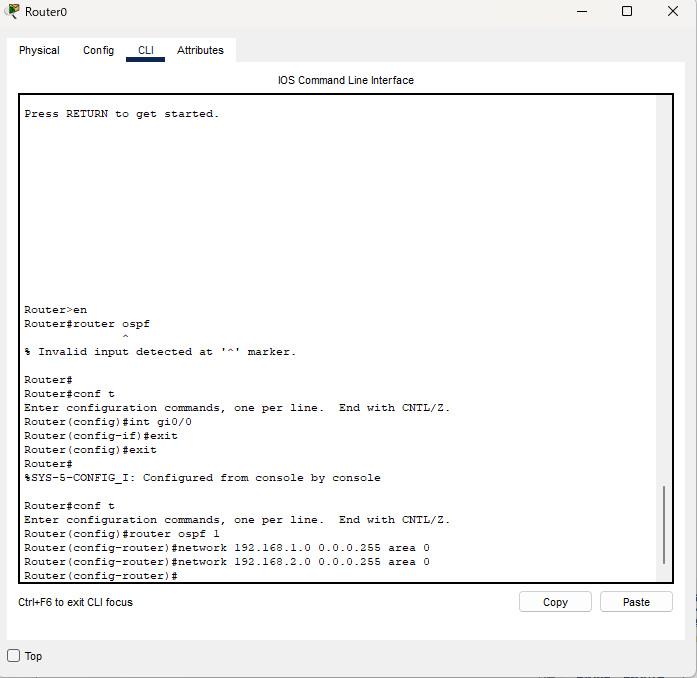 Router0
Physical Config CLI Attributes
IOS Command Line Interface
Press RETURN to get started.
Router>en
Router#router ospf
^
% Invalid input detected at '^' marker.
Router#
Router#conf t
Enter configuration commands, one per line.  End with CNTL/Z.
Router(config)#int gi0/0
Router(config-if)#exit
Router(config)#exit
Router#
%SYS-5-CONFIG_I: Configured from console by console
Router#conf t
Enter configuration commands, one per line.  End with CNTL/Z.
Router(config)#router ospf 1
Router(config-router)#network 192.168.1.0 0.0.0.255 area 0
Router(config-router)#network 192.168.2.0 0.0.0.255 area 0
Router(config-router)#
Ctrl+F6 to exit CLI focus
Copy Paste
Top